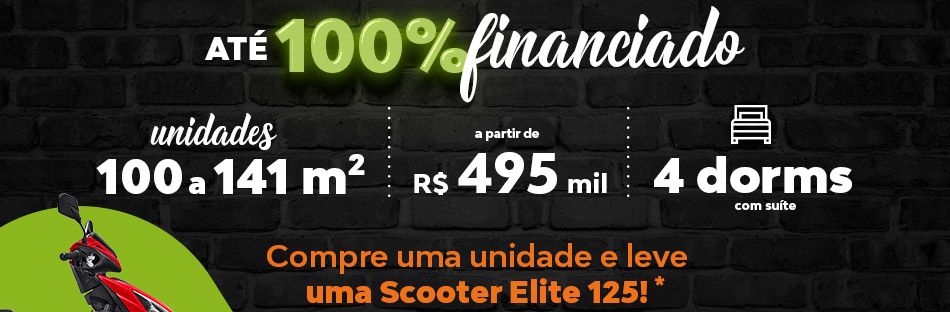 ATÉ 100% financiado
unidades
100 a 141 m²
a partir de
R$ 495 mil
4 dorms
com suíte
Compre uma unidade e leve
uma Scooter Elite 125!*